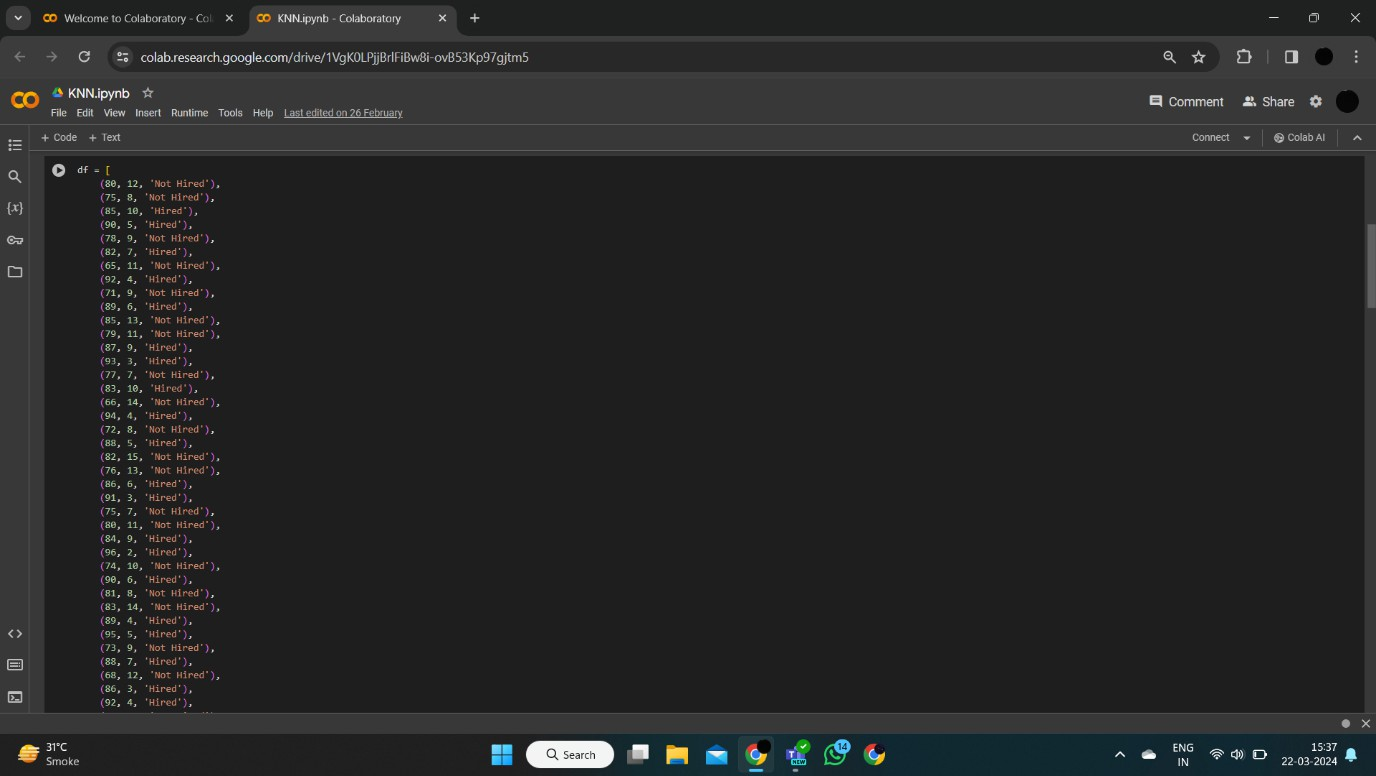 Welcome to Colaboratory - Col
KNN.ipynb - Colaboratory
colab.research.google.com/drive/1VgK0LPjjBrlFiBw8i-ovB53Kp97gjtm5
KNN.ipynb
Comment Share
File Edit View Insert Runtime Tools Help Last edited on 26 February
+ Code + Text Connect Colab AI
{x}
df = [
(80, 12, 'Not Hired'),
(75, 8, 'Not Hired'),
(85, 10, 'Hired'),
(90, 5, 'Hired'),
(78, 9, 'Not Hired'),
(82, 7, 'Hired'),
(65, 11, 'Not Hired'),
(92, 4, 'Hired'),
(71, 9, 'Not Hired'),
(89, 6, 'Hired'),
(85, 13, 'Not Hired'),
(79, 11, 'Not Hired'),
(87, 9, 'Hired'),
(93, 3, 'Hired'),
(77, 7, 'Not Hired'),
(83, 10, 'Hired'),
(66, 14, 'Not Hired'),
(94, 4, 'Hired'),
(72, 8, 'Not Hired'),
(88, 5, 'Hired'),
(82, 15, 'Not Hired'),
(76, 13, 'Not Hired'),
(86, 6, 'Hired'),
(91, 3, 'Hired'),
(75, 7, 'Not Hired'),
(80, 11, 'Not Hired'),
(84, 9, 'Hired'),
(96, 2, 'Hired'),
(74, 10, 'Not Hired'),
(90, 6, 'Hired'),
(81, 8, 'Not Hired'),
(83, 14, 'Not Hired'),
(89, 4, 'Hired'),
(95, 5, 'Hired'),
(73, 9, 'Not Hired'),
(88, 7, 'Hired'),
(68, 12, 'Not Hired'),
(86, 3, 'Hired'),
(92, 4, 'Hired'),
31°C
Smoke
Search
NEW
14
ENG
IN
15:37
22-03-2024